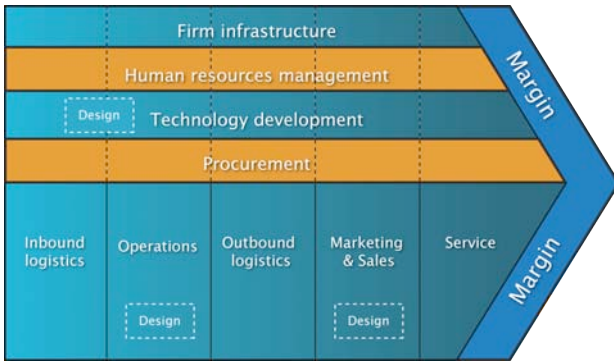 Firm infrastructure
Human resources management
Design
Technology development
Procurement
Margin
Inbound
logistics
Operations
Outbound
logistics
Marketing
& Sales
Service
Design
Design
Margin